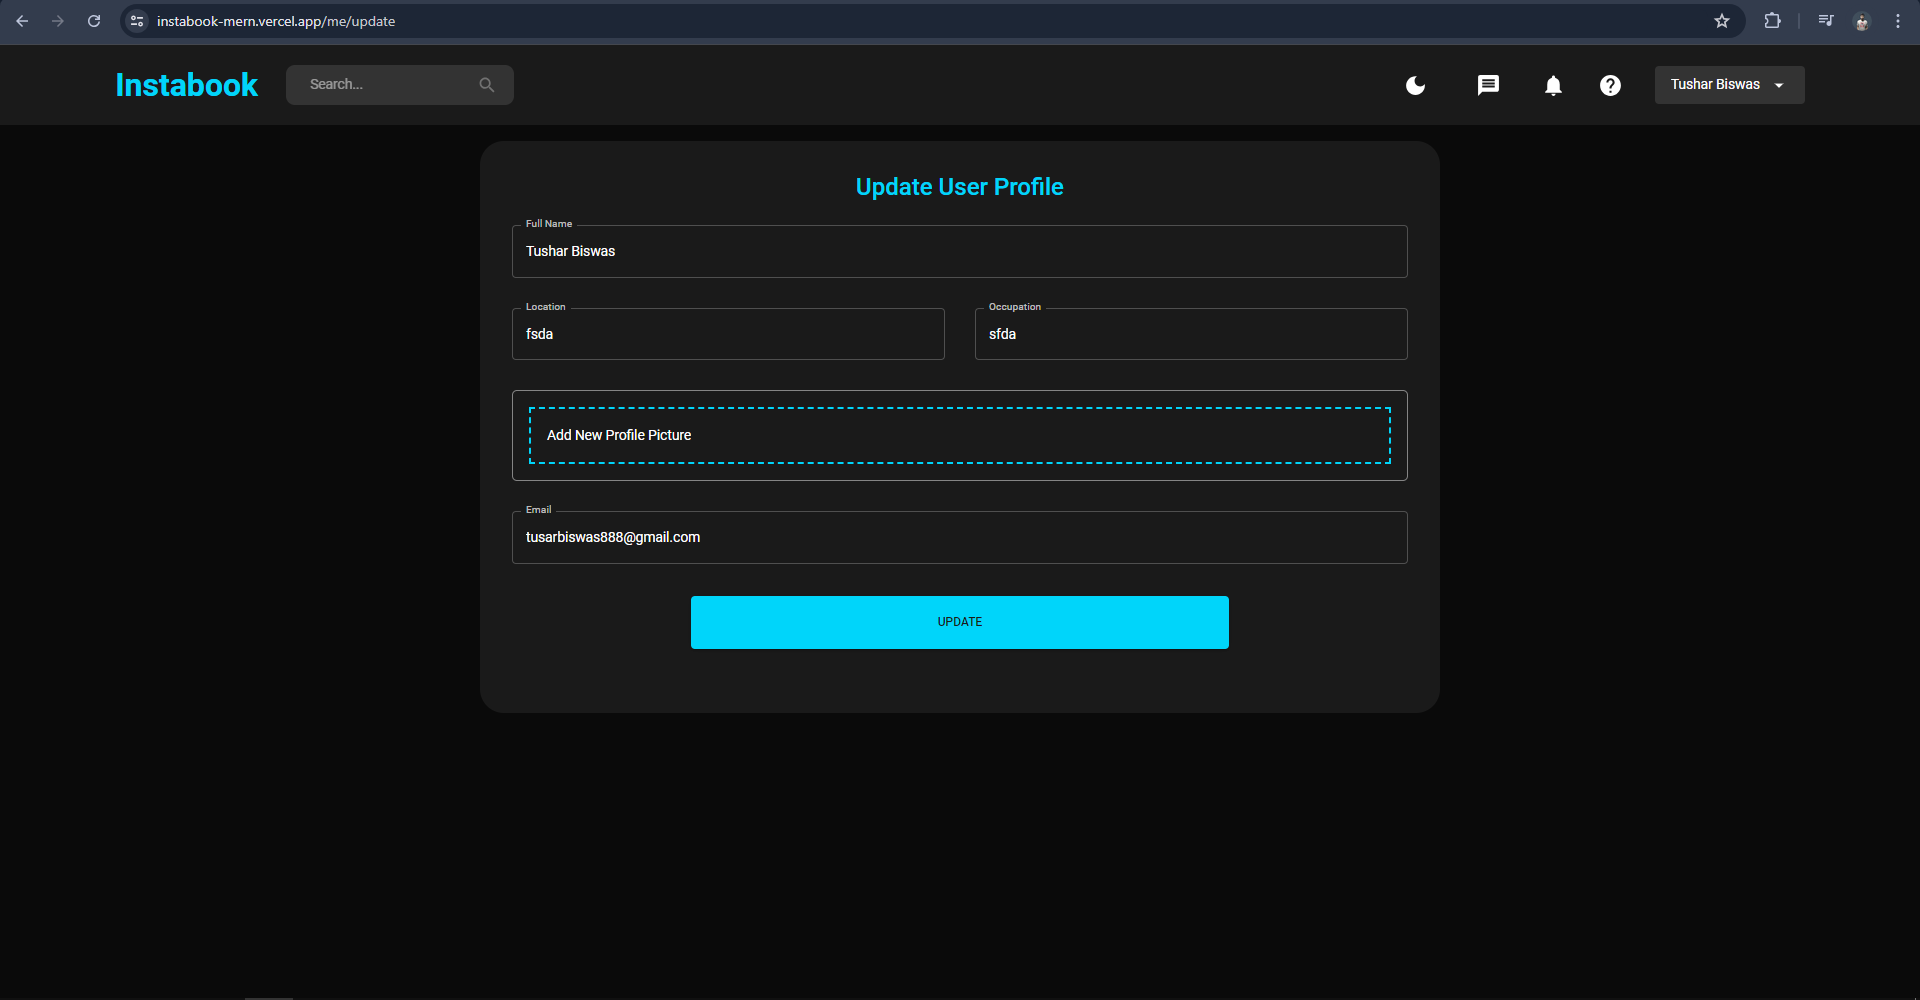 instabook-mern.vercel.app/me/update
Instabook
Search...
Tushar Biswas
Update User Profile
Full Name
Tushar Biswas
Location
Occupation
fsda
sfda
Add New Profile Picture
Email
tusarbiswas888@gmail.com
UPDATE